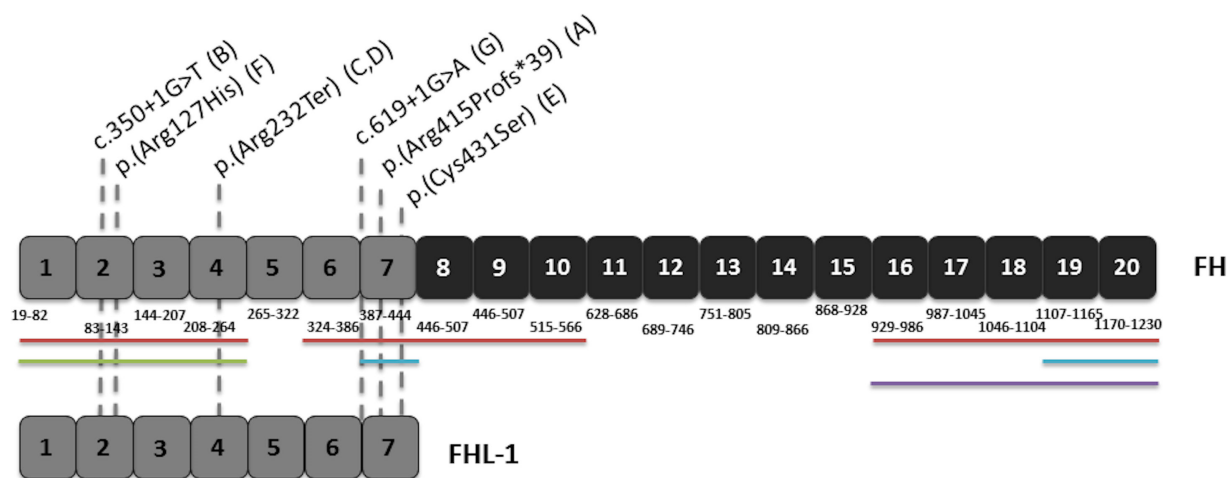 c.350+1G>T (B)
p.(Arg127His) (F)
p.(Arg232Ter) (C,D)
c.619+1G>A (G)
p.(Arg415Profs*39) (A)
p.(Cys431Ser) (E)
1 2 3 4 5 6 7 8 9 10 11 12 13 14 15 16 17 18 19 20 FH
19-82 144-207 265-322 387-444 446-507 628-686 751-805 868-928 987-1045 1107-1165
83-143 208-264 324-386 446-507 515-566 689-746 809-866 929-986 1046-1104 1170-1230
1 2 3 4 5 6 7 FHL-1